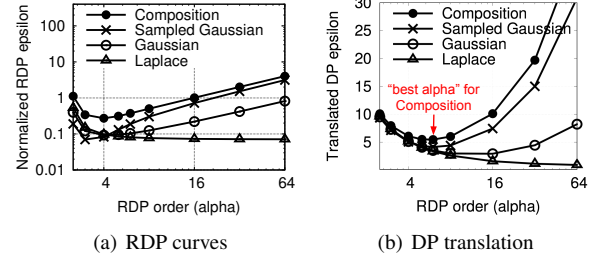 Normalized RDP epsilon
1
0.1
0.01
Composition
Sampled Gaussian
Gaussian
Laplace
4
16
64
RDP order (alpha)
(a) RDP curves
Translated DP epsilon
30
25
20
15
10
5
Composition
Sampled Gaussian
Gaussian
Laplace
"best alpha" for
Composition
4
16
64
RDP order (alpha)
(b) DP translation